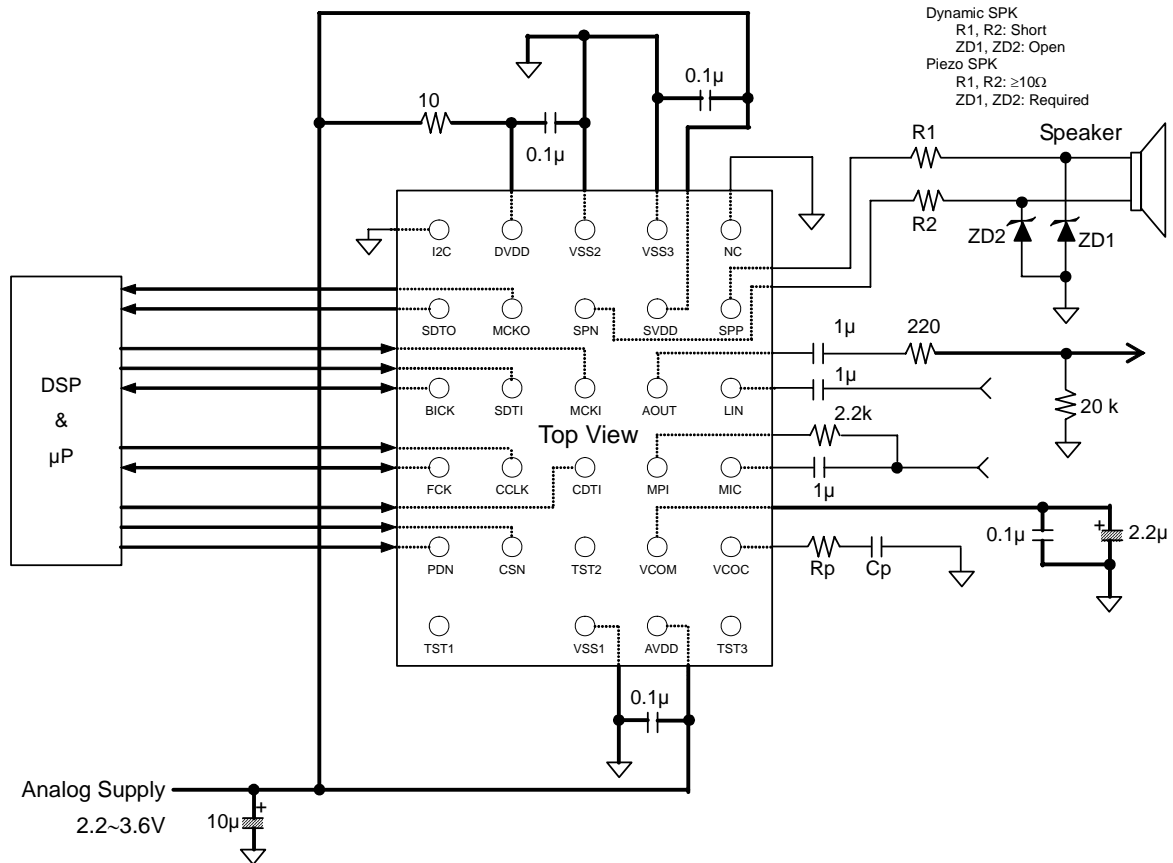 Dynamic SPK
R1, R2: Short
ZD1, ZD2: Open
Piezo SPK
R1, R2: ≥10Ω
ZD1, ZD2: Required
0.1µ
10
0.1µ
R1
Speaker
R2
ZD2
ZD1
I2C
DVDD
VSS2
VSS3
NC
SDTO
MCKO
SPN
SVDD
SPP
1µ
220
DSP
&
µP
BICK
SDTI
MCKI
AOUT
LIN
1µ
20 k
Top View
2.2k
FCK
CCLK
CDTI
MPI
MIC
1µ
0.1µ
+
2.2µ
PDN
CSN
TST2
VCOM
VCOC
Rp
Cp
TST1
VSS1
AVDD
TST3
0.1µ
Analog Supply
2.2~3.6V
10µ
+